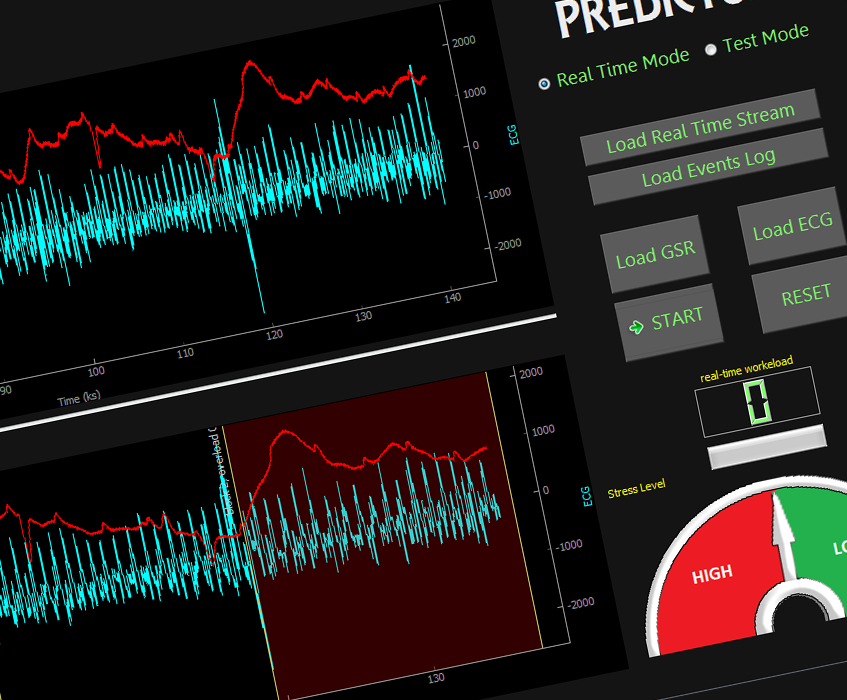 Real Time Mode
Test Mode
Load Real Time Stream
Load Events Log
Load GSR
Load ECG
START
RESET
real-time workeload
0
Stress Level
HIGH
2000
1000
0
-1000
-2000
ECG
90
100
110
120
130
140
Time (ks)
2000
1000
0
-1000
-2000
ECG
130